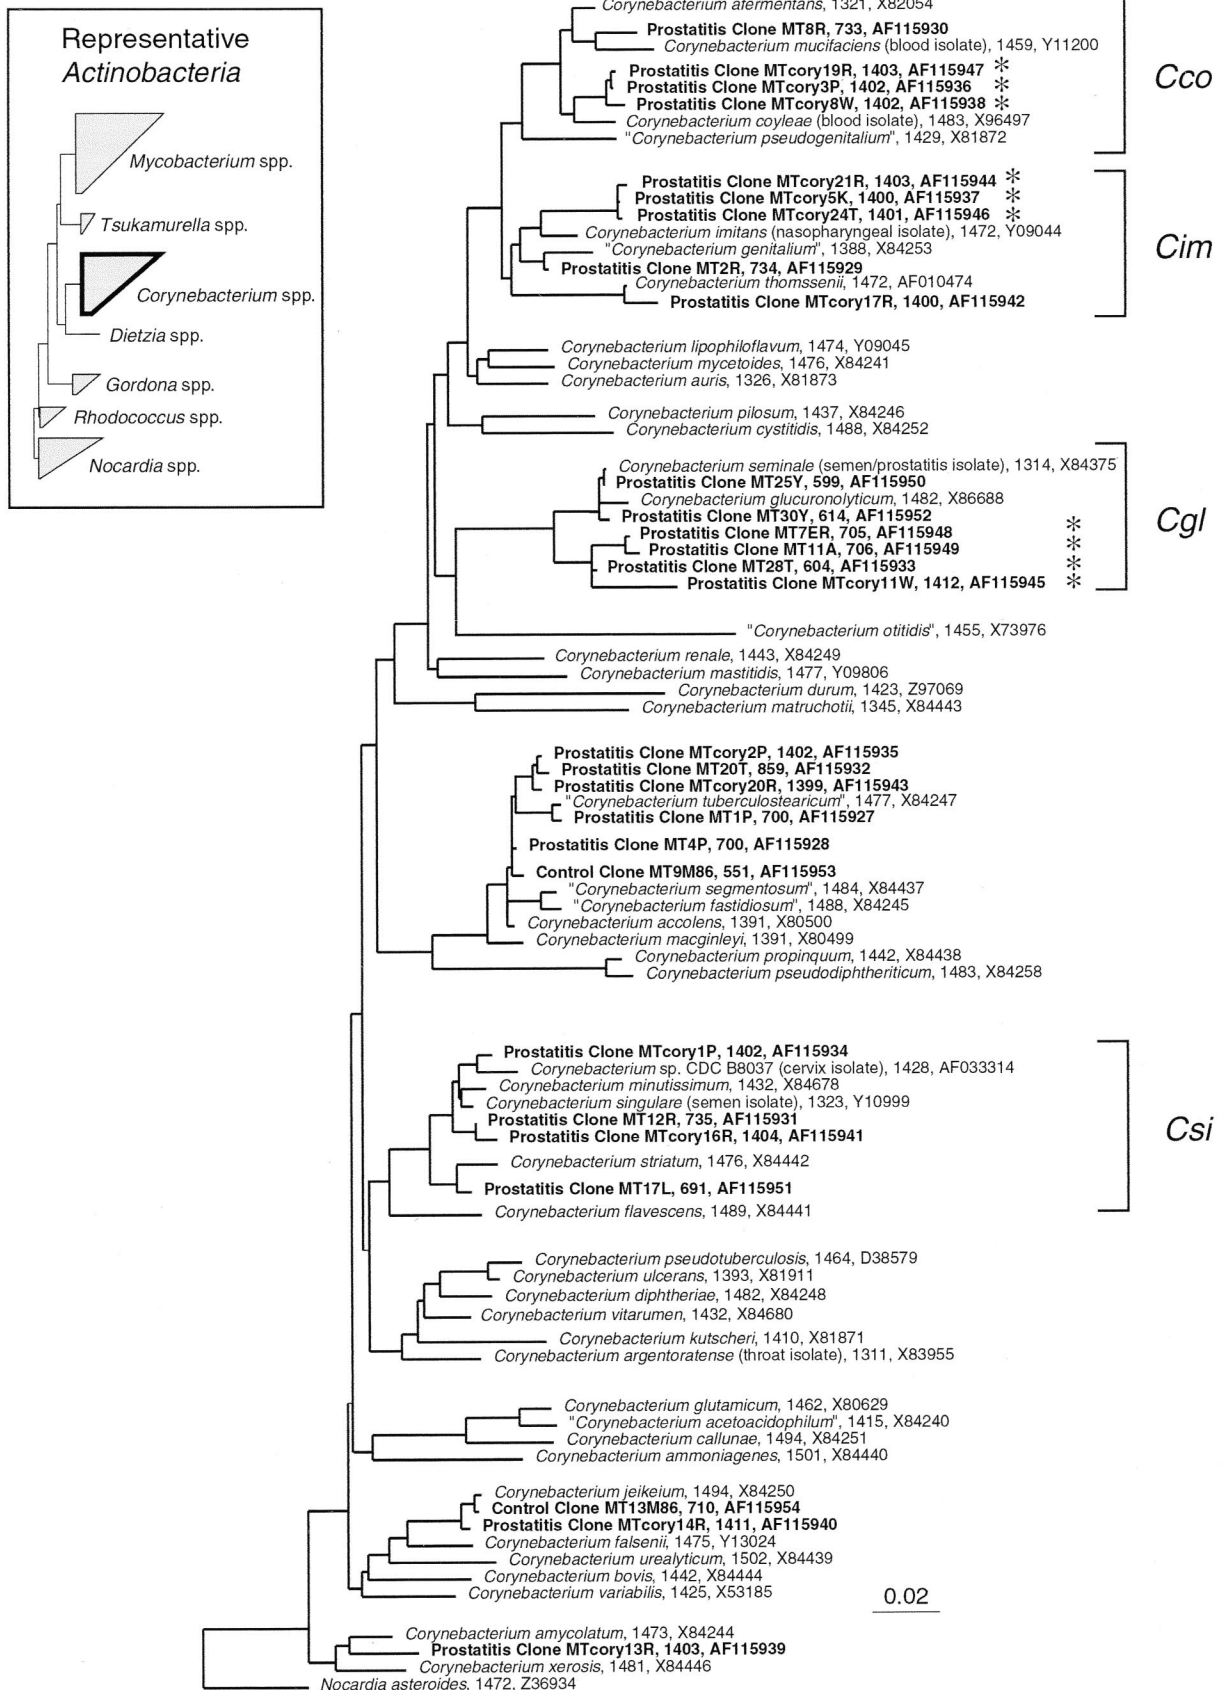 Representative
Actinobacteria
Mycobacterium spp.
Tsukamurella spp.
Corynebacterium spp.
Dietzia spp.
Gordona spp.
Rhodococcus spp.
Nocardia spp.
Corynebacterium afermentans, 1321, X82054
Prostatitis Clone MT8R, 733, AF115930
Corynebacterium mucifaciens (blood isolate), 1459, Y11200
Prostatitis Clone MTcory19R, 1403, AF115947 *
Prostatitis Clone MTcory3P, 1402, AF115936 *
Prostatitis Clone MTcory8W, 1402, AF115938 *
Corynebacterium coyleae (blood isolate), 1483, X96497
"Corynebacterium pseudogenitalium", 1429, X81872
Cco
Prostatitis Clone MTcory21R, 1403, AF115944 *
Prostatitis Clone MTcory5K, 1400, AF115937 *
Prostatitis Clone MTcory24T, 1401, AF115946 *
Corynebacterium imitans (nasopharyngeal isolate), 1472, Y09044
"Corynebacterium genitalium", 1388, X84253
Prostatitis Clone MT2R, 734, AF115929
Corynebacterium thomssenii, 1472, AF010474
Prostatitis Clone MTcory17R, 1400, AF115942
Cim
Corynebacterium lipophiloflavum, 1474, Y09045
Corynebacterium mycetoides, 1476, X84241
Corynebacterium auris, 1326, X81873
Corynebacterium pilosum, 1437, X84246
Corynebacterium cystitidis, 1488, X84252
Corynebacterium seminale (semen/prostatitis isolate), 1314, X84375
Prostatitis Clone MT25Y, 599, AF115950
Corynebacterium glucuronolyticum, 1482, X86688
Prostatitis Clone MT30Y, 614, AF115952
Prostatitis Clone MT7ER, 705, AF115948 *
Prostatitis Clone MT11A, 706, AF115949 *
Prostatitis Clone MT28T, 604, AF115933 *
Prostatitis Clone MTcory11W, 1412, AF115945 *
Cgl
"Corynebacterium otitidis", 1455, X73976
Corynebacterium renale, 1443, X84249
Corynebacterium mastitidis, 1477, Y09806
Corynebacterium durum, 1423, Z97069
Corynebacterium matruchotii, 1345, X84443
Prostatitis Clone MTcory2P, 1402, AF115935
Prostatitis Clone MT20T, 859, AF115932
Prostatitis Clone MTcory20R, 1399, AF115943
"Corynebacterium tuberculostearicum", 1477, X84247
Prostatitis Clone MT1P, 700, AF115927
Prostatitis Clone MT4P, 700, AF115928
Control Clone MT9M86, 551, AF115953
"Corynebacterium segmentosum", 1484, X84437
"Corynebacterium fastidiosum", 1488, X84245
Corynebacterium accolens, 1391, X80500
Corynebacterium macginleyi, 1391, X80499
Corynebacterium propinquum, 1442, X84438
Corynebacterium pseudodiphtheriticum, 1483, X84258
Prostatitis Clone MTcory1P, 1402, AF115934
Corynebacterium sp. CDC B8037 (cervix isolate), 1428, AF033314
Corynebacterium minutissimum, 1432, X84678
Corynebacterium singulare (semen isolate), 1323, Y10999
Prostatitis Clone MT12R, 735, AF115931
Prostatitis Clone MTcory16R, 1404, AF115941
Corynebacterium striatum, 1476, X84442
Prostatitis Clone MT17L, 691, AF115951
Corynebacterium flavescens, 1489, X84441
Csi
Corynebacterium pseudotuberculosis, 1464, D38579
Corynebacterium ulcerans, 1393, X81911
Corynebacterium diphtheriae, 1482, X84248
Corynebacterium vitarumen, 1432, X84680
Corynebacterium kutscheri, 1410, X81871
Corynebacterium argentoratense (throat isolate), 1311, X83955
Corynebacterium glutamicum, 1462, X80629
"Corynebacterium acetoacidophilum", 1415, X84240
Corynebacterium callunae, 1494, X84251
Corynebacterium ammoniagenes, 1501, X84440
Corynebacterium jeikeium, 1494, X84250
Control Clone MT13M86, 710, AF115954
Prostatitis Clone MTcory14R, 1411, AF115940
Corynebacterium falsenii, 1475, Y13024
Corynebacterium urealyticum, 1502, X84439
Corynebacterium bovis, 1442, X84444
Corynebacterium variabilis, 1425, X53185
0.02
Corynebacterium amycolatum, 1473, X84244
Prostatitis Clone MTcory13R, 1403, AF115939
Corynebacterium xerosis, 1481, X84446
Nocardia asteroides, 1472, Z36934